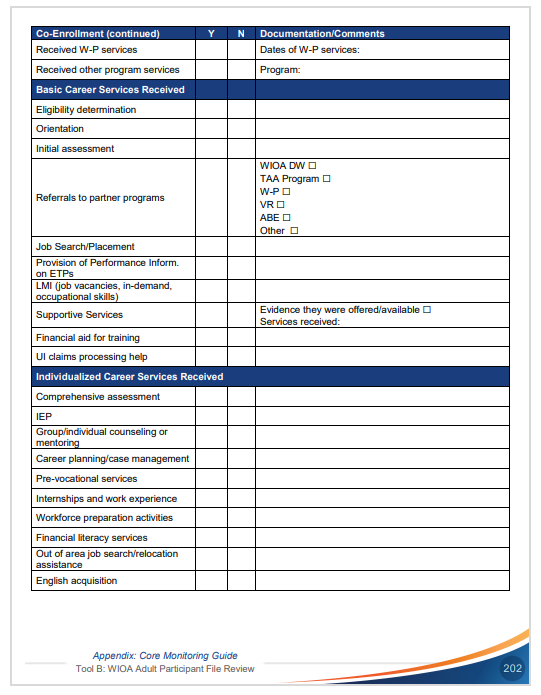 Co-Enrollment (continued) Y N Documentation/Comments
Received W-P services Dates of W-P services:
Received other program services Program:
Basic Career Services Received
Eligibility determination
Orientation
Initial assessment
Referrals to partner programs
WIOA DW ☐
TAA Program ☐
W-P ☐
VR ☐
ABE ☐
Other ☐
Job Search/Placement
Provision of Performance Inform.
on ETPs
LMI (job vacancies, in-demand,
occupational skills)
Supportive Services
Evidence they were offered/available ☐
Services received:
Financial aid for training
UI claims processing help
Individualized Career Services Received
Comprehensive assessment
IEP
Group/individual counseling or
mentoring
Career planning/case management
Pre-vocational services
Internships and work experience
Workforce preparation activities
Financial literacy services
Out of area job search/relocation
assistance
English acquisition
Appendix: Core Monitoring Guide
Tool B: WIOA Adult Participant File Review
202